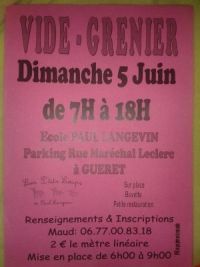 VIDE - GRENIER
Dimanche 5 Juin
de 7H à 18H
Ecole PAUL LANGEVIN
Parking Rue Maréchal Leclerc
à GUERET
Sur place
Buvette
Petite restauration
Renseignements & Inscriptions
Maud: 06.77.00.83.18
2 € le mètre linéaire
Mise en place de 6h00 à 9h00